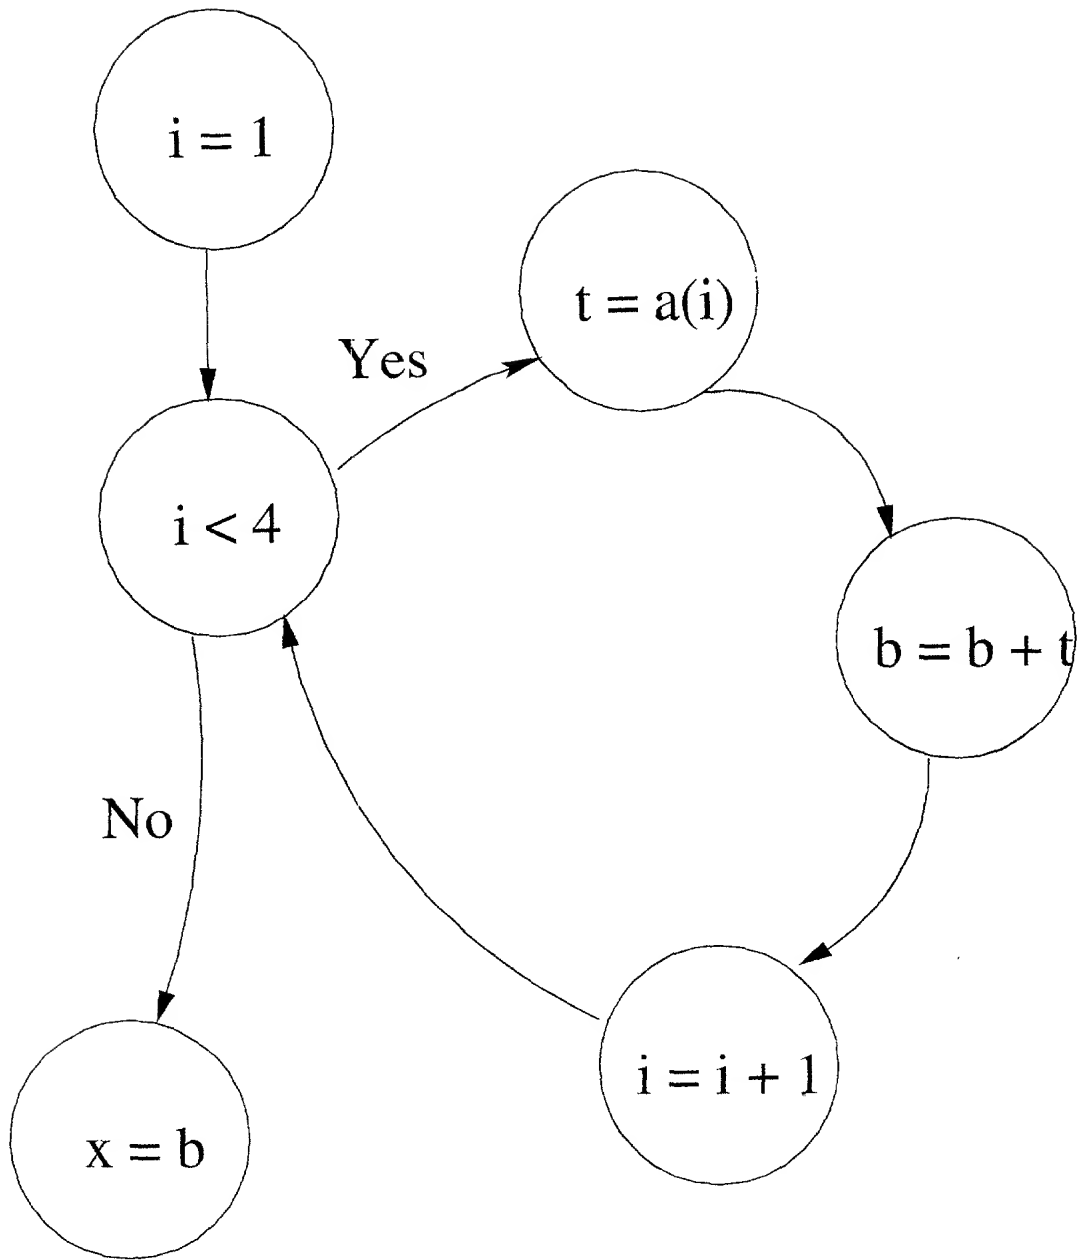 i = 1
t = a(i)
Yes
i < 4
b = b + t
No
i = i + 1
x = b